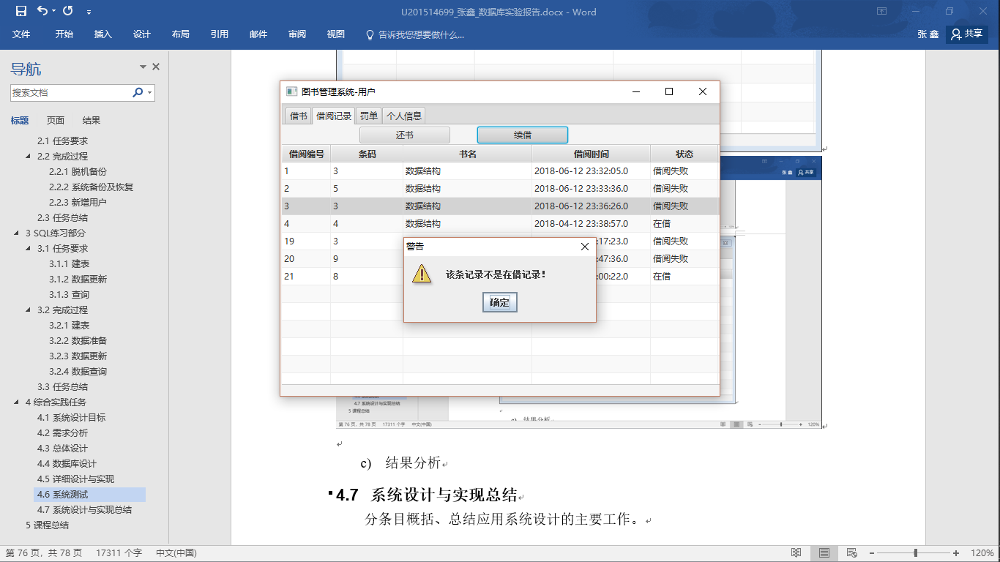 U201514699_张鑫_数据库实验报告.docx - Word
文件 开始 插入 设计 布局 引用 邮件 审阅 视图 告诉我您想要做什么... 张 鑫 共享
导航
搜索文档
标题 页面 结果
2.1 任务要求
2.2 完成过程
2.2.1 脱机备份
2.2.2 系统备份及恢复
2.2.3 新增用户
2.3 任务总结
3 SQL练习部分
3.1 任务要求
3.1.1 建表
3.1.2 数据更新
3.1.3 查询
3.2 完成过程
3.2.1 建表
3.2.2 数据准备
3.2.3 数据更新
3.2.4 数据查询
3.3 任务总结
4 综合实践任务
4.1 系统设计目标
4.2 需求分析
4.3 总体设计
4.4 数据库设计
4.5 详细设计与实现
4.6 系统测试
4.7 系统设计与实现总结
5 课程总结
图书管理系统-用户
借书 借阅记录 罚单 个人信息
还书 续借
借阅编号 条码 书名 借阅时间 状态
1 3 数据结构 2018-06-12 23:32:05.0 借阅失败
2 5 数据结构 2018-06-12 23:33:36.0 借阅失败
3 3 数据结构 2018-06-12 23:36:26.0 借阅失败
4 4 数据结构 2018-04-12 23:38:57.0 在借
19 3 :17:23.0 借阅失败
20 9 :47:36.0 借阅失败
21 8 :00:22.0 在借
警告
该条记录不是在借记录!
确定
张 鑫 共享
4.7 系统设计与实现总结
5 课程总结
c) 结果分析
第 76 页，共 78 页 17311 个字 中文(中国) 120%
c) 结果分析
4.7 系统设计与实现总结
分条目概括、总结应用系统设计的主要工作。
第 76 页，共 78 页 17311 个字 中文(中国) 120%